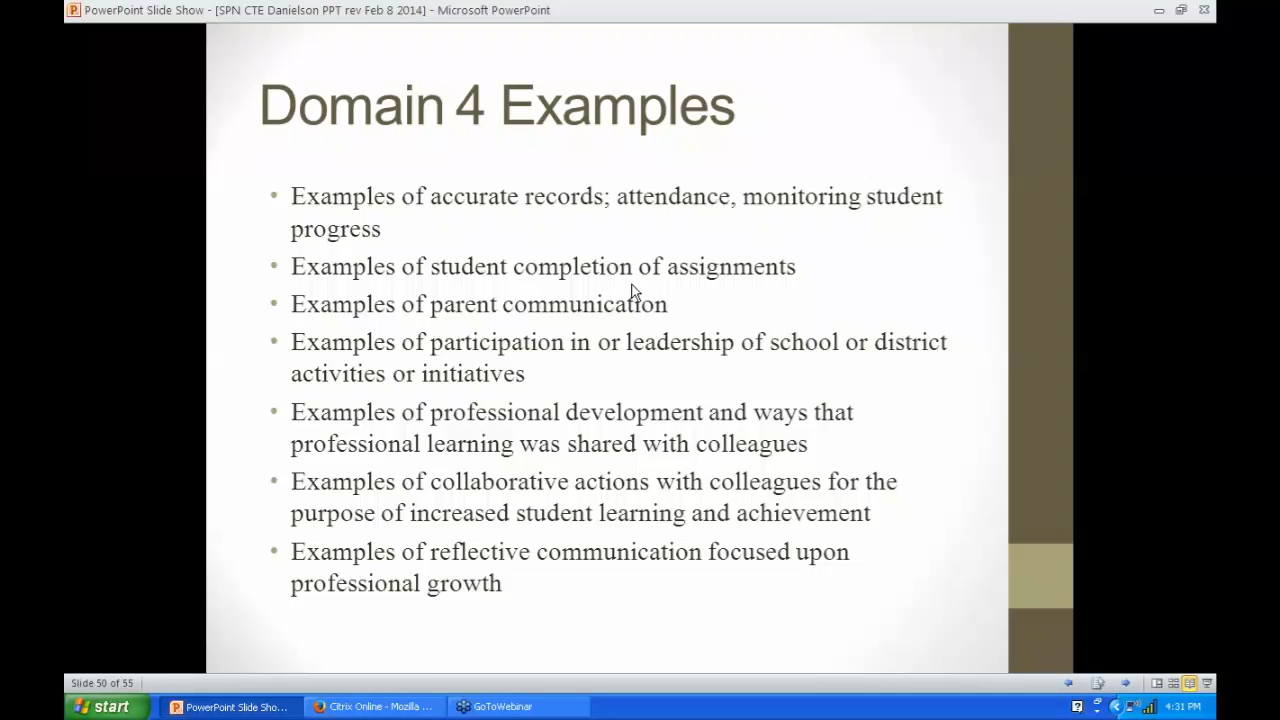 PowerPoint Slide Show - [SPN CTE Danielson PPT rev Feb 8 2014] - Microsoft PowerPoint
Domain 4 Examples
• Examples of accurate records; attendance, monitoring student
progress
• Examples of student completion of assignments
• Examples of parent communication
• Examples of participation in or leadership of school or district
activities or initiatives
• Examples of professional development and ways that
professional learning was shared with colleagues
• Examples of collaborative actions with colleagues for the
purpose of increased student learning and achievement
• Examples of reflective communication focused upon
professional growth
Slide 50 of 55
start PowerPoint Slide Sho... Citrix Online - Mozilla ... GoToWebinar 4:31 PM